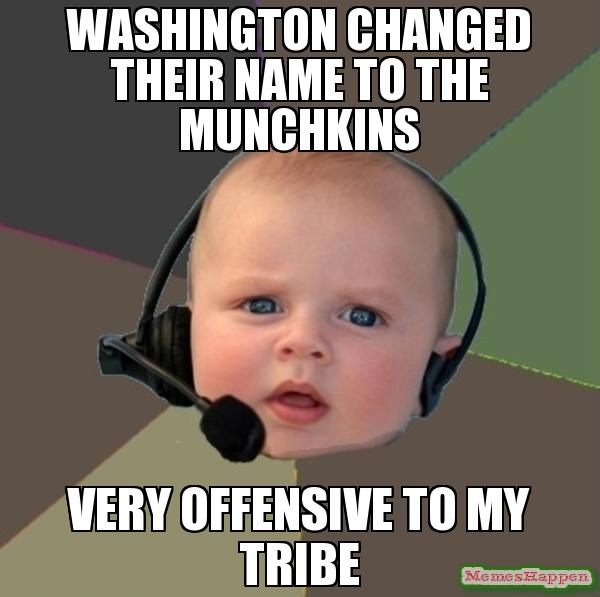 WASHINGTON CHANGED
THEIR NAME TO THE
MUNCHKINS
VERY OFFENSIVE TO MY
TRIBE
MemesHappen